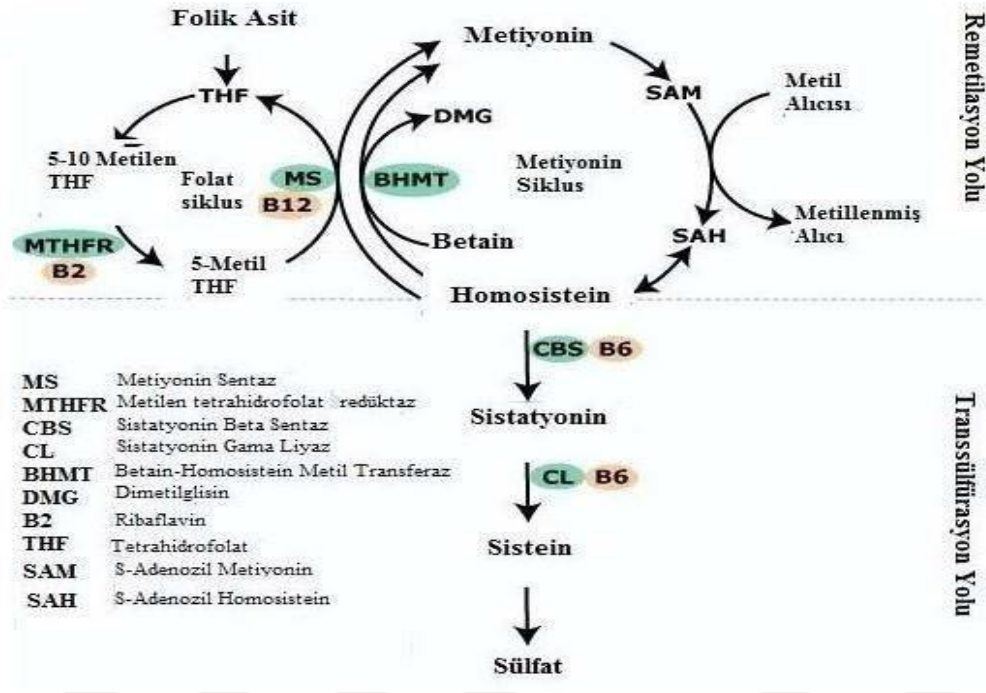 Folik Asit
THF
5-10 Metilen
THF
Folat
siklus
MS
B12
MTHFR
B2
5-Metil
THF
Metiyonin
DMG
BHMT
Betain
Metiyonin
Siklus
SAM
Metil
Alıcısı
SAH
Metillenmiş
Alıcı
Homosistein
Remetilasyon Yolu
CBS B6
Sistatyonin
CL B6
Sistein
Sülfat
Transsülfürasyon Yolu
MS Metiyonin Sentaz
MTHFR Metilen tetrahidrofolat redüktaz
CBS Sistatyonin Beta Sentaz
CL Sistatyonin Gama Liyaz
BHMT Betain-Homosistein Metil Transferaz
DMG Dimetilglisin
B2 Ribaflavin
THF Tetrahidrofolat
SAM S-Adenozil Metiyonin
SAH S-Adenozil Homosistein